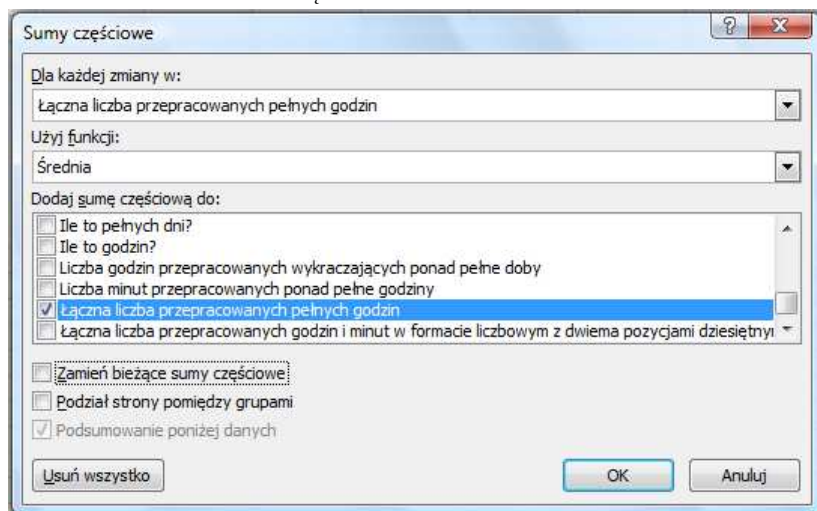 Sumy częściowe
Dla każdej zmiany w:
Łączna liczba przepracowanych pełnych godzin
Użyj funkcji:
Średnia
Dodaj sumę częściową do:
Ile to pełnych dni?
Ile to godzin?
Liczba godzin przepracowanych wykraczających ponad pełne doby
Liczba minut przepracowanych ponad pełne godziny
Łączna liczba przepracowanych pełnych godzin
Łączna liczba przepracowanych godzin i minut w formacie liczbowym z dwiema pozycjami dziesiętny
Zamień bieżące sumy częściowe
Podział strony pomiędzy grupami
Podsumowanie poniżej danych
Usuń wszystko
OK
Anuluj